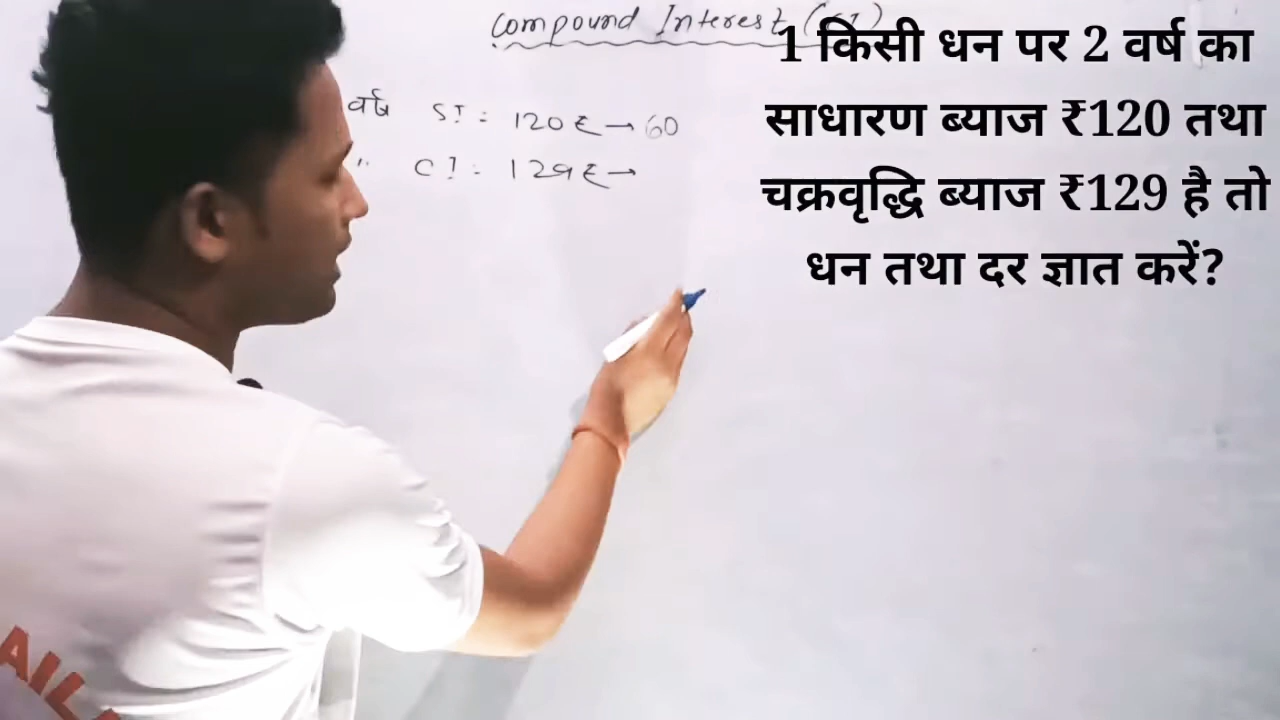 Compound Interest (CI)
1 किसी धन पर 2 वर्ष का
साधारण ब्याज ₹120 तथा
चक्रवृद्धि ब्याज ₹129 है तो
धन तथा दर ज्ञात करें?
वर्ष SI = 120₹ → 60
" CI = 129₹ →